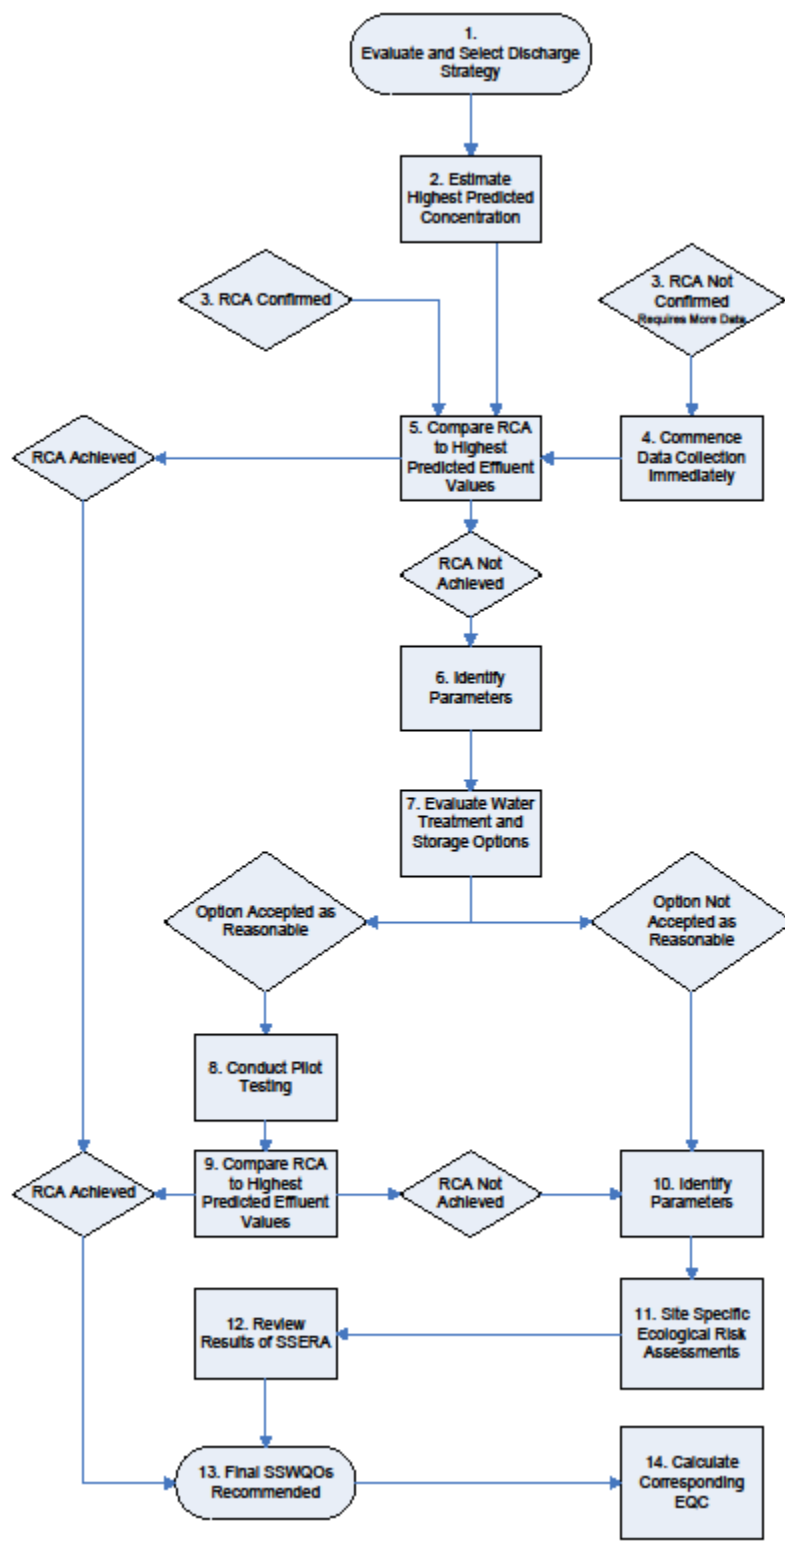 1.
Evaluate and Select Discharge
Strategy
2. Estimate
Highest Predicted
Concentration
3. RCA Confirmed
3. RCA Not
Confirmed
Requires More Data
5. Compare RCA
to Highest
Predicted Effluent
Values
4. Commence
Data Collection
Immediately
RCA Achieved
RCA Not
Achieved
6. Identify
Parameters
7. Evaluate Water
Treatment and
Storage Options
Option Accepted as
Reasonable
Option Not
Accepted as
Reasonable
8. Conduct Pilot
Testing
RCA Achieved
9. Compare RCA
to Highest
Predicted Effluent
Values
RCA Not
Achieved
10. Identify
Parameters
12. Review
Results of SSERA
11. Site Specific
Ecological Risk
Assessments
13. Final SSWQOs
Recommended
14. Calculate
Corresponding
EQC